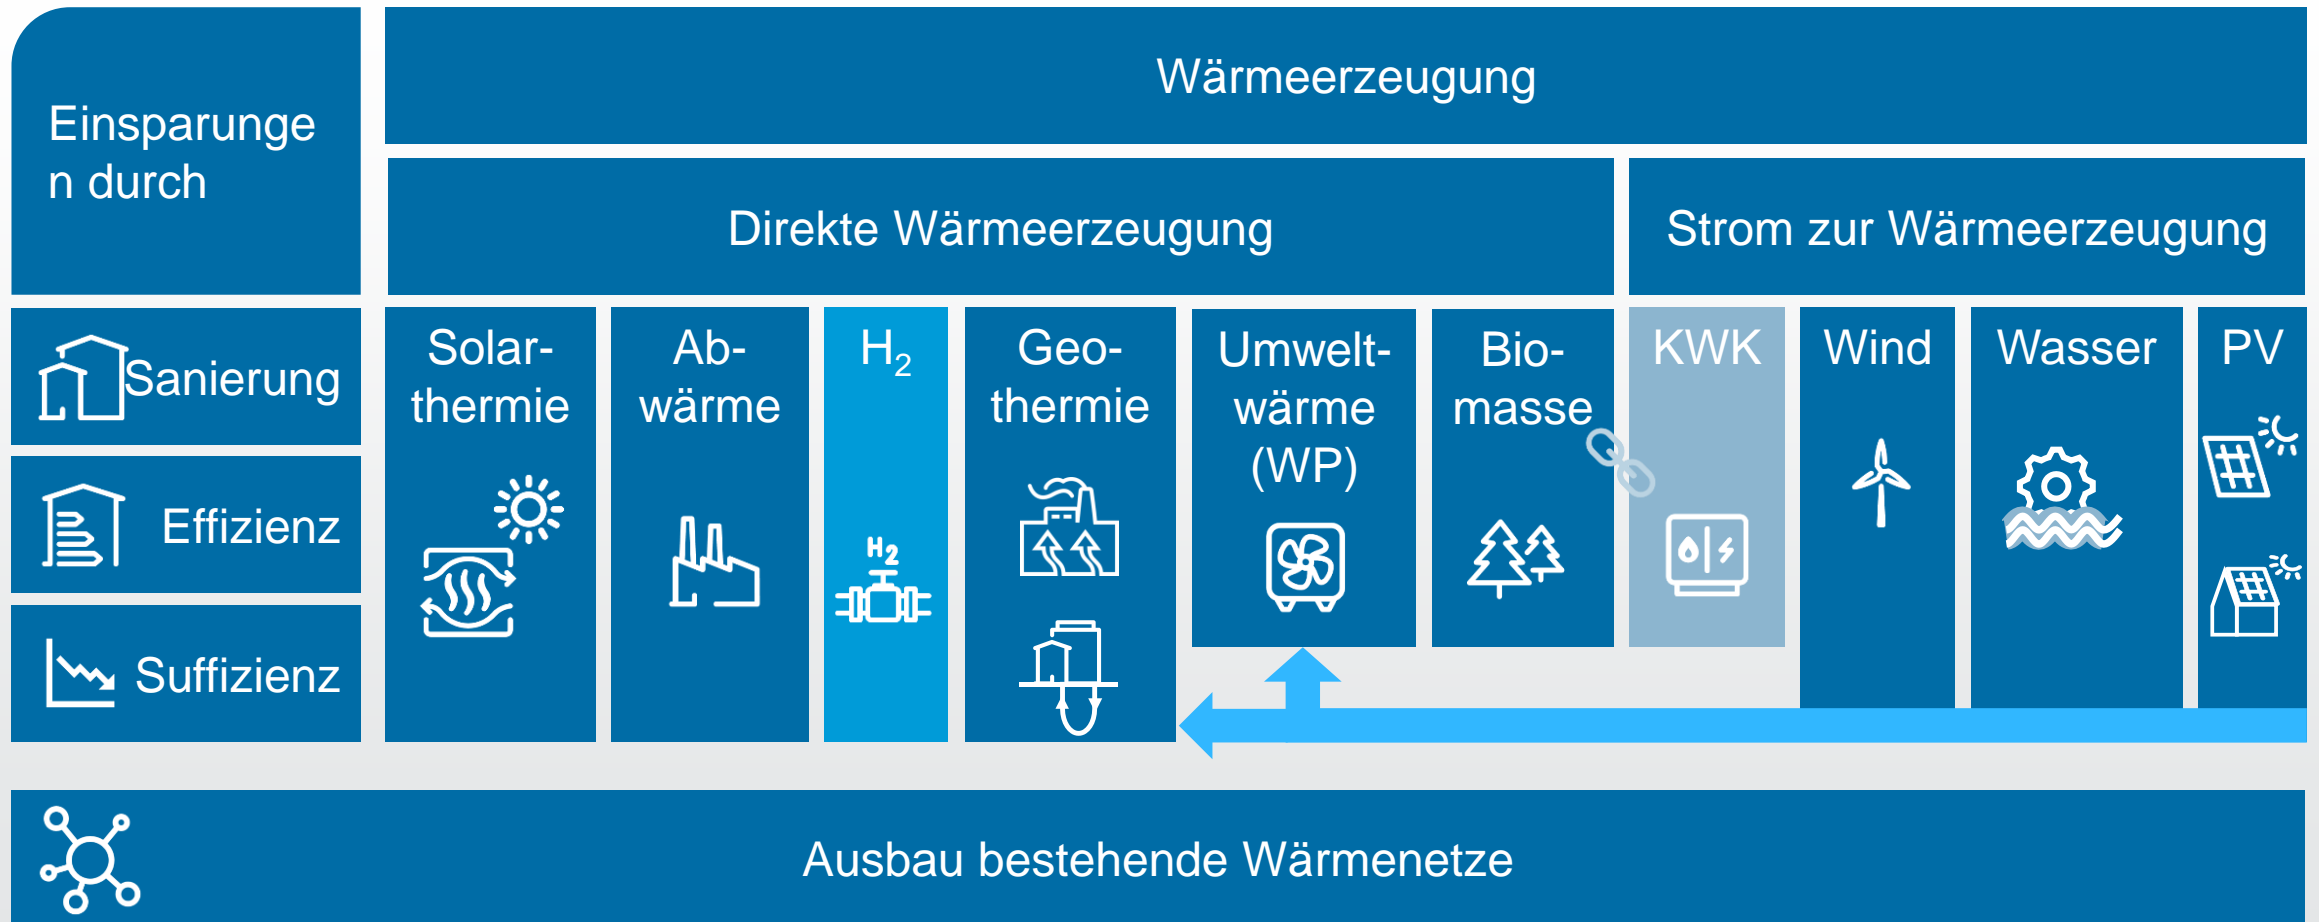 Einsparunge
n durch
Wärmeerzeugung
Direkte Wärmeerzeugung
Strom zur Wärmeerzeugung
Sanierung
Effizienz
Suffizienz
Solar-
thermie
Ab-
wärme
H₂
H2
Geo-
thermie
Umwelt-
wärme
(WP)
Bio-
masse
KWK
Wind
Wasser
PV
Ausbau bestehende Wärmenetze